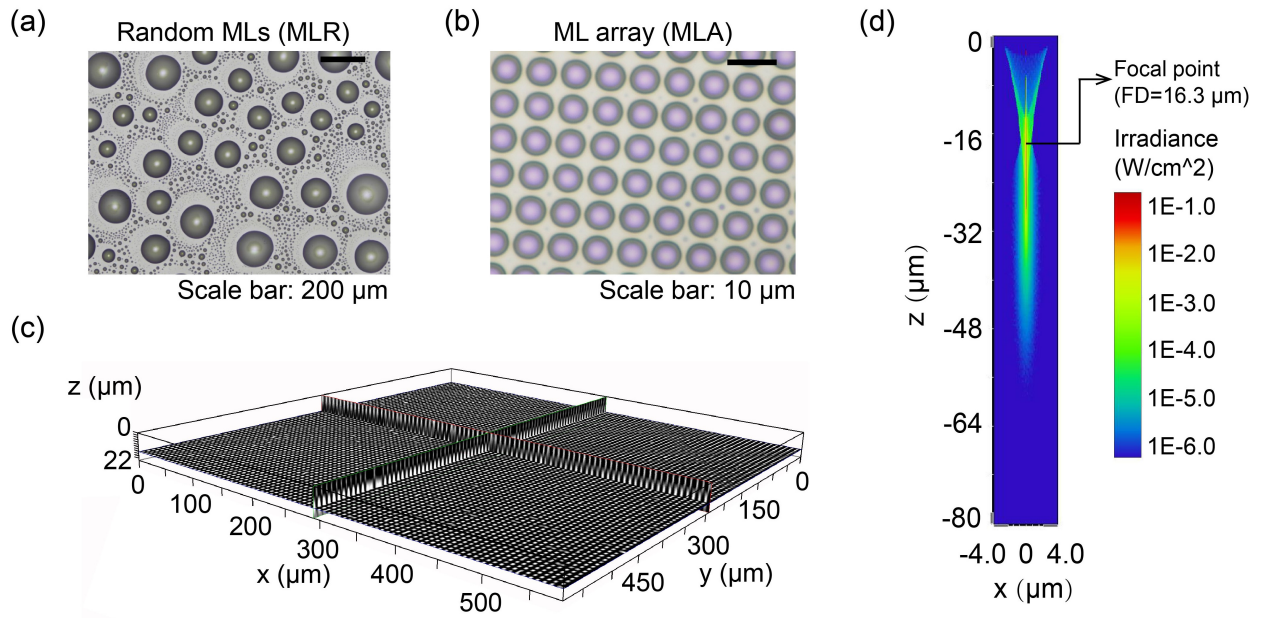 (a)
Random MLs (MLR)
Scale bar: 200 μm
(b)
ML array (MLA)
Scale bar: 10 μm
(c)
z (μm)
0
22
0
100
200
300
400
500
x (μm)
0
150
300
450
y (μm)
(d)
0
-16
-32
-48
-64
-80
z (μm)
-4.0 0 4.0
x (μm)
Focal point
(FD=16.3 μm)
Irradiance
(W/cm^2)
1E-1.0
1E-2.0
1E-3.0
1E-4.0
1E-5.0
1E-6.0